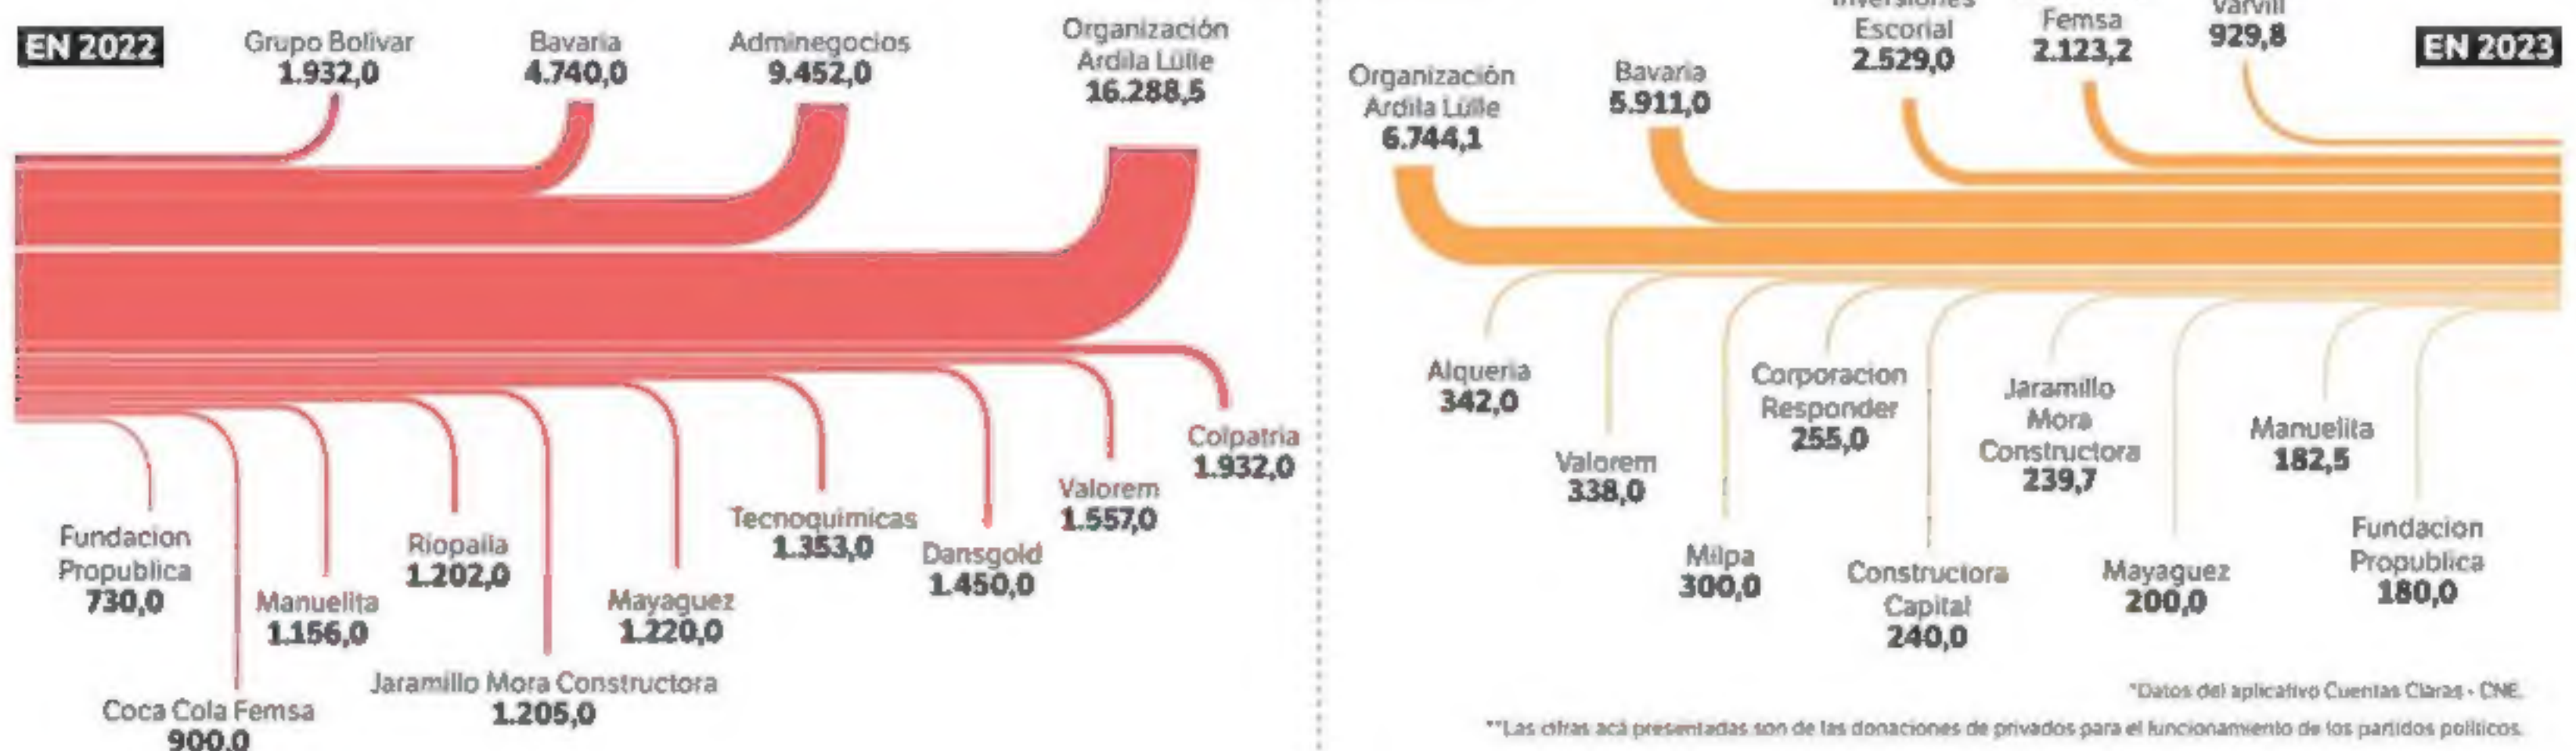 EN 2022
Grupo Bolivar
1.932,0
Bavaria
4.740,0
Adminegocios
9.452,0
Organización
Ardila Lülle
16.288,5
Colpatria
1.932,0
Valorem
1.557,0
Dansgold
1.450,0
Tecnoquimicas
1.353,0
Mayaguez
1.220,0
Jaramillo Mora Constructora
1.205,0
Riopaila
1.202,0
Manuelita
1.156,0
Coca Cola Femsa
900,0
Fundacion
Propublica
730,0
EN 2023
Organización
Ardila Lülle
6.744,1
Bavaria
5.911,0
Inversiones
Escorial
2.529,0
Femsa
2.123,2
Varvill
929,8
Alqueria
342,0
Valorem
338,0
Milpa
300,0
Corporacion
Responder
255,0
Constructora
Capital
240,0
Jaramillo
Mora
Constructora
239,7
Mayaguez
200,0
Manuelita
182,5
Fundacion
Propublica
180,0
*Datos del aplicativo Cuentas Claras - CNE.
**Las cifras acá presentadas son de las donaciones de privados para el funcionamiento de los partidos políticos.